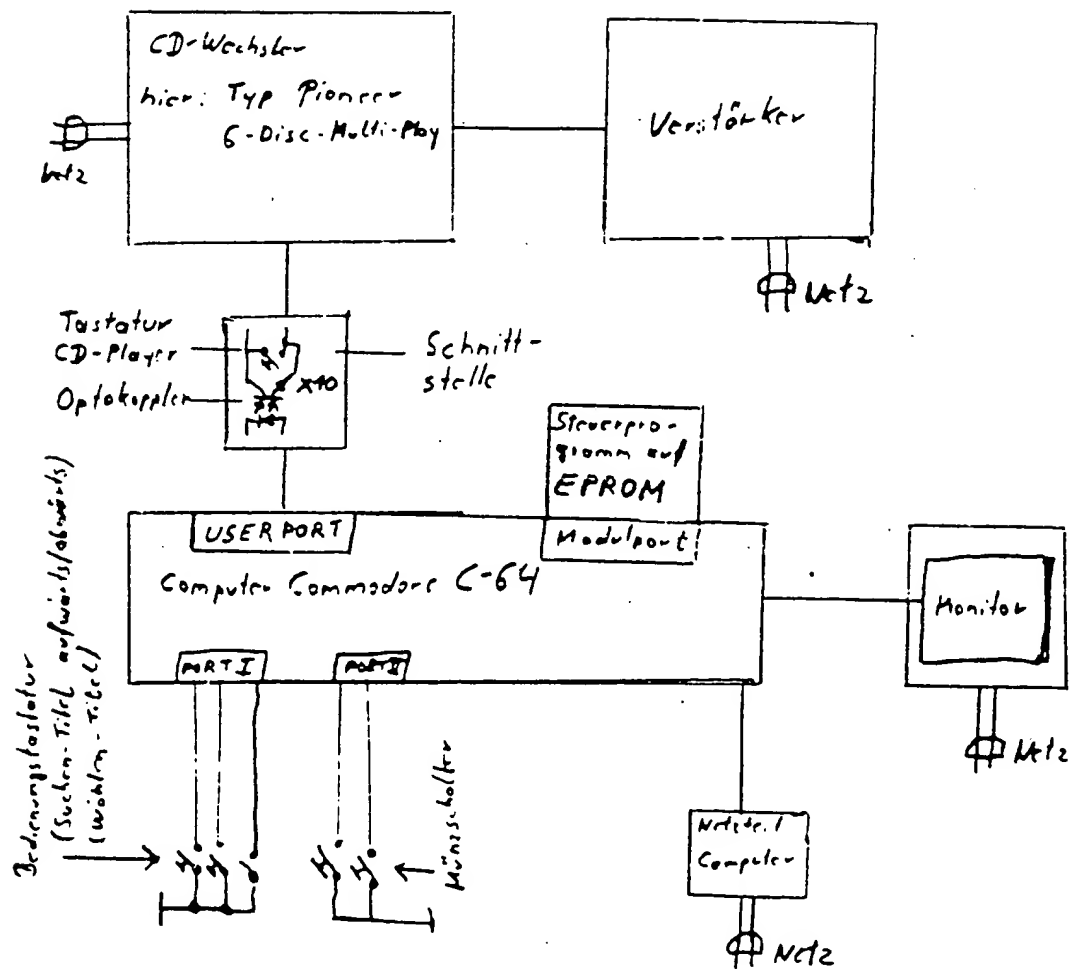 CD-Wechsler
hier: Typ Pioneer
6-Disc-Multi-Play
Netz
Verstärker
Netz
Tastatur
CD-Player
Optokoppler
x10
Schnitt-
stelle
Steuerpro-
gramm auf
EPROM
USERPORT
Modulport
Computer Commodore C-64
PORT I
PORT II
Monitor
Netz
Bedienungstastatur
(Suchen-Titel aufwärts/abwärts)
(Wählen-Titel)
Münzschalter
Netzteil
Computer
Netz